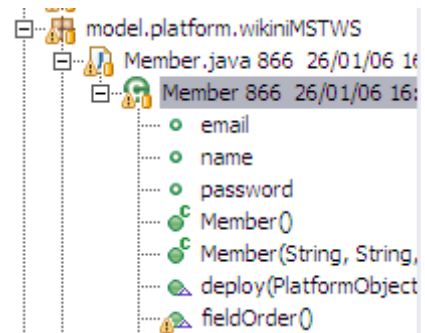 model.platform.wikiniMSTWS
Member.java 866 26/01/06 16
Member 866 26/01/06 16:
email
name
password
Member()
Member(String, String,
deploy(PlatformObject
fieldOrder()